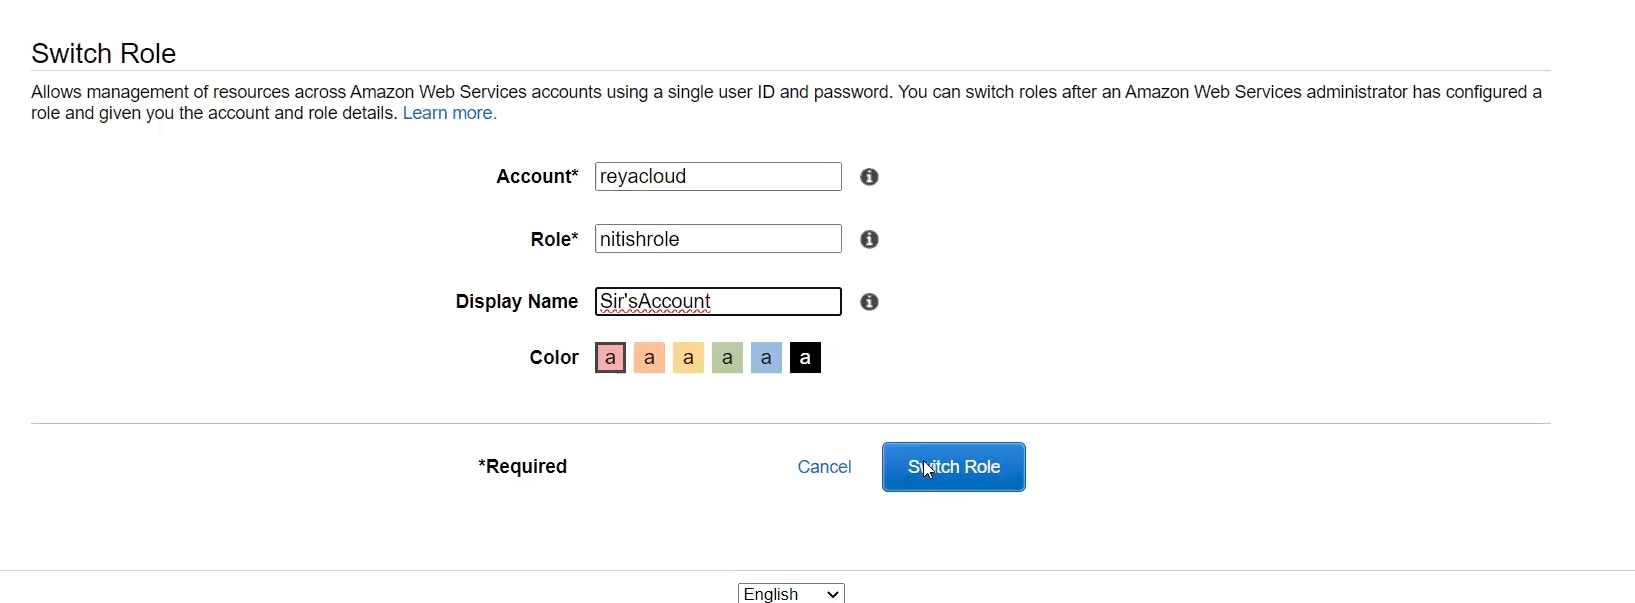 Switch Role
Allows management of resources across Amazon Web Services accounts using a single user ID and password. You can switch roles after an Amazon Web Services administrator has configured a
role and given you the account and role details. Learn more.
Account* reyacloud
Role* nitishrole
Display Name Sir'sAccount
Color a a a a a a
*Required Cancel Switch Role
English